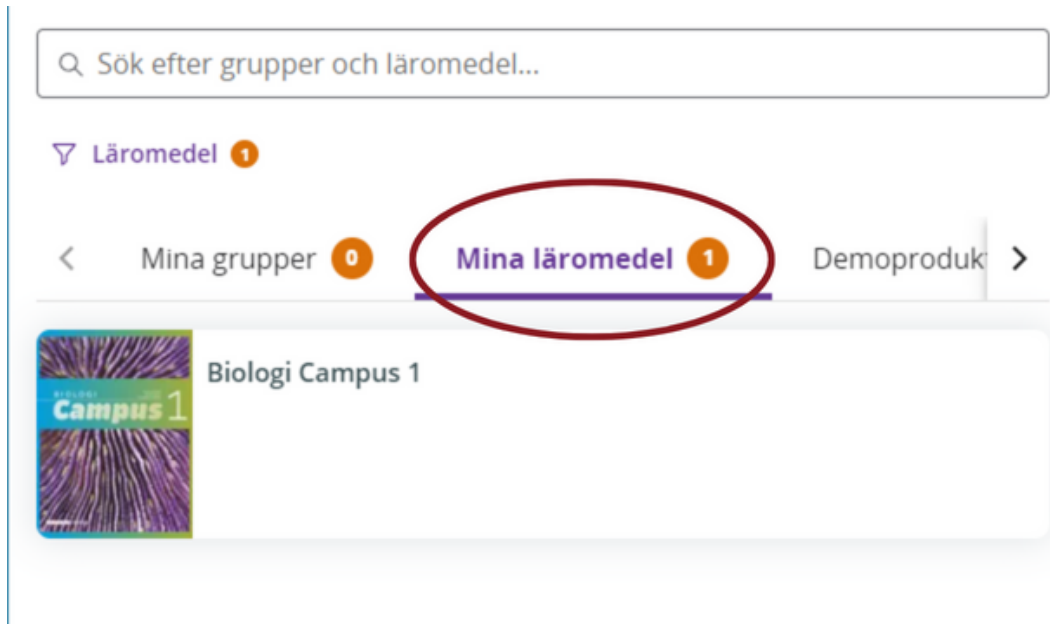 Sök efter grupper och läromedel...
Läromedel 1
Mina grupper 0 Mina läromedel 1 Demoproduk
Biologi Campus 1
BIOLOGI
Campus 1